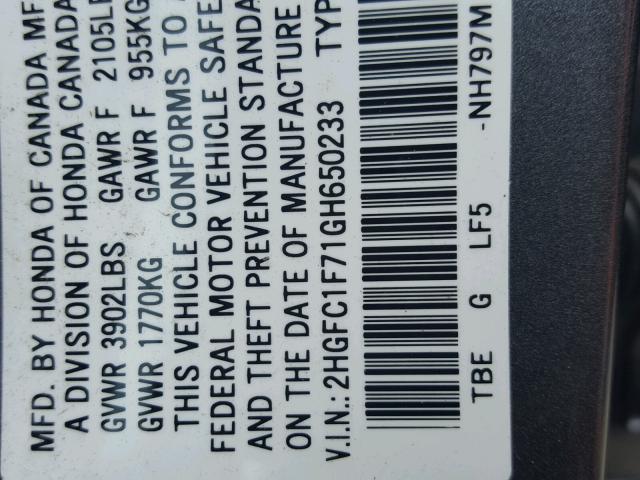 MFD. BY HONDA OF CANADA MF
A DIVISION OF HONDA CANADA
GVWR 3902LBS GAWR F 2105LB
GVWR 1770KG GAWR F 955KG
THIS VEHICLE CONFORMS TO A
FEDERAL MOTOR VEHICLE SAFE
AND THEFT PREVENTION STANDA
ON THE DATE OF MANUFACTURE
V.I.N.: 2HGFC1F71GH650233 TYP
TBE G LF5 -NH797M